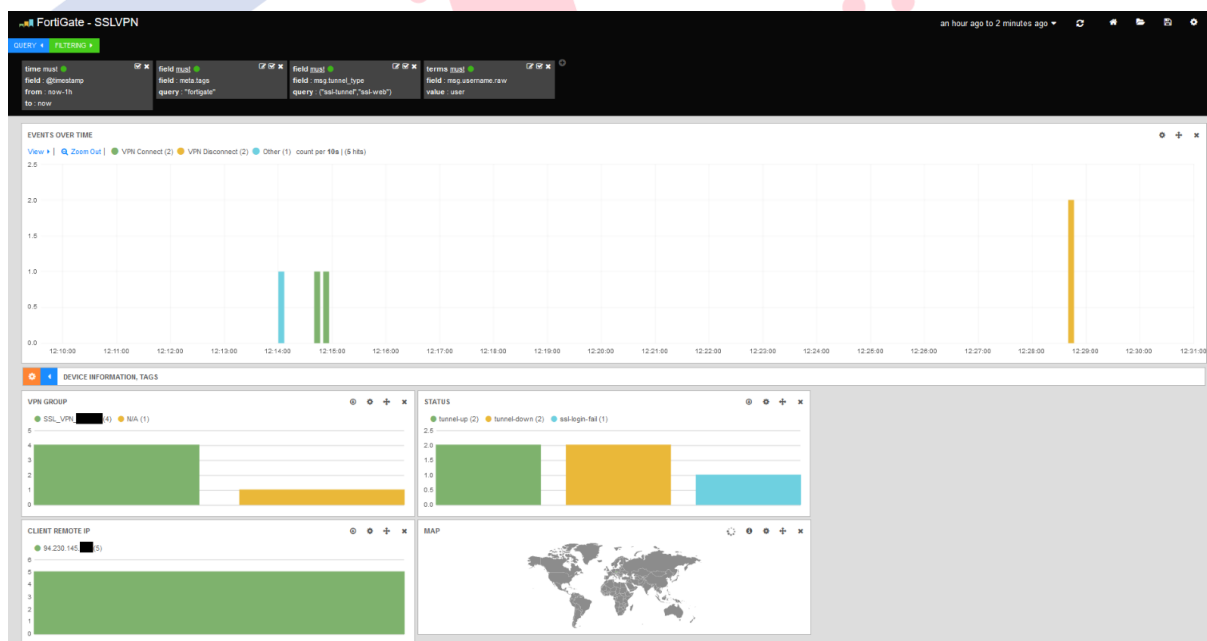 FortiGate - SSLVPN
an hour ago to 2 minutes ago
QUERY
FILTERING
time must
field : @timestamp
from : now-1h
to : now
field must
field : meta.tags
query : "fortigate"
field must
field : msg.tunnel_type
query : ("ssl-tunnel","ssl-web")
terms must
field : msg.username.raw
value : user
EVENTS OVER TIME
View | Zoom Out | VPN Connect (2) VPN Disconnect (2) Other (1) count per 10s | (5 hits)
2.5
2.0
1.5
1.0
0.5
0.0
12:10:00 12:11:00 12:12:00 12:13:00 12:14:00 12:15:00 12:16:00 12:17:00 12:18:00 12:19:00 12:20:00 12:21:00 12:22:00 12:23:00 12:24:00 12:25:00 12:26:00 12:27:00 12:28:00 12:29:00 12:30:00 12:31:00
DEVICE INFORMATION, TAGS
VPN GROUP
SSL_VPN_ (4) N/A (1)
5
4
3
2
1
0
STATUS
tunnel-up (2) tunnel-down (2) ssl-login-fail (1)
2.5
2.0
1.5
1.0
0.5
0.0
CLIENT REMOTE IP
94.230.145. (5)
6
5
4
3
2
1
0
MAP